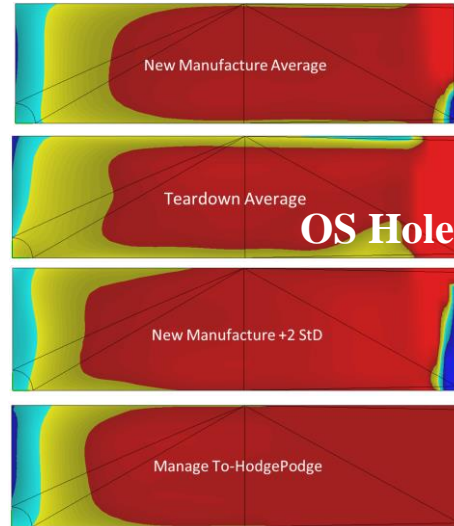 New Manufacture Average
Teardown Average
OS Hole
New Manufacture +2 StD
Manage To-HodgePodge